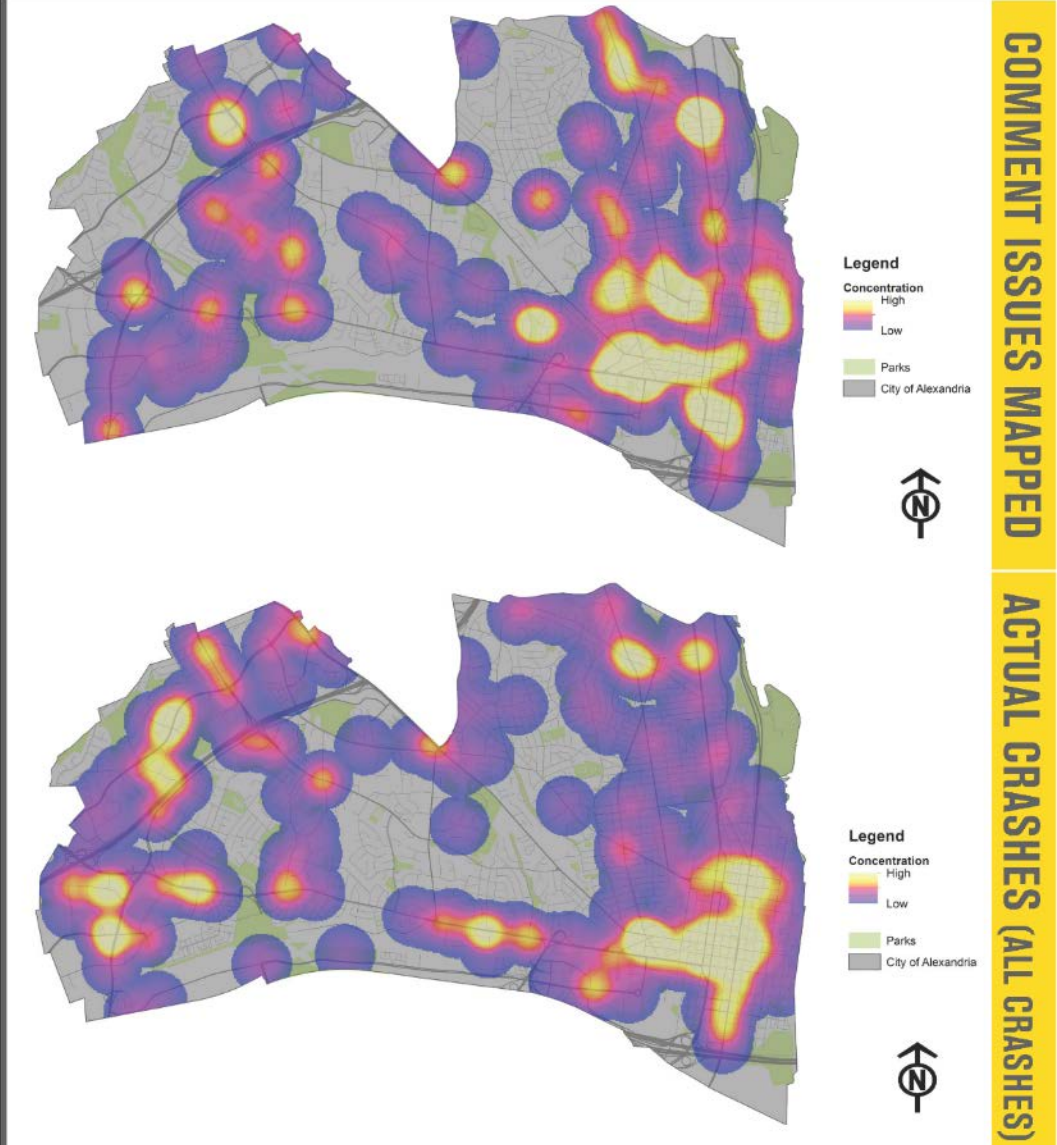 COMMENT ISSUES MAPPED
Legend
Concentration
High
Low
Parks
City of Alexandria
N
ACTUAL CRASHES (ALL CRASHES)
Legend
Concentration
High
Low
Parks
City of Alexandria
N